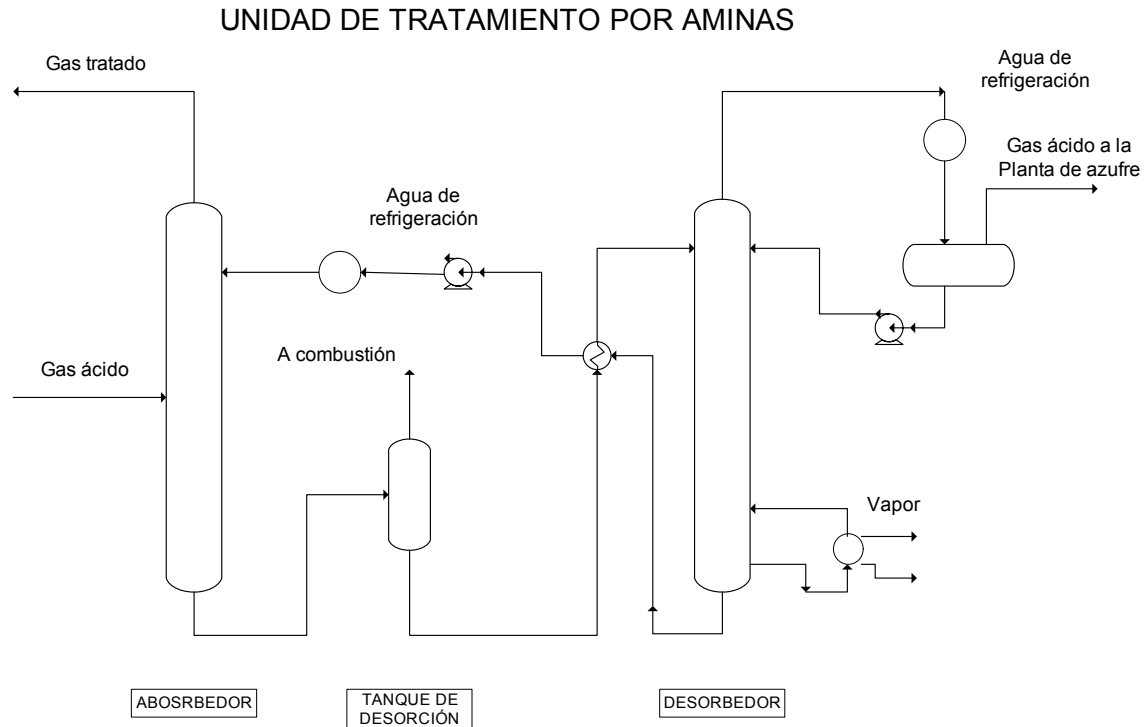 UNIDAD DE TRATAMIENTO POR AMINAS
Gas tratado
Agua de
refrigeración
Gas ácido a la
Planta de azufre
Agua de
refrigeración
A combustión
Gas ácido
Vapor
ABOSRBEDOR
TANQUE DE
DESORCIÓN
DESORBEDOR